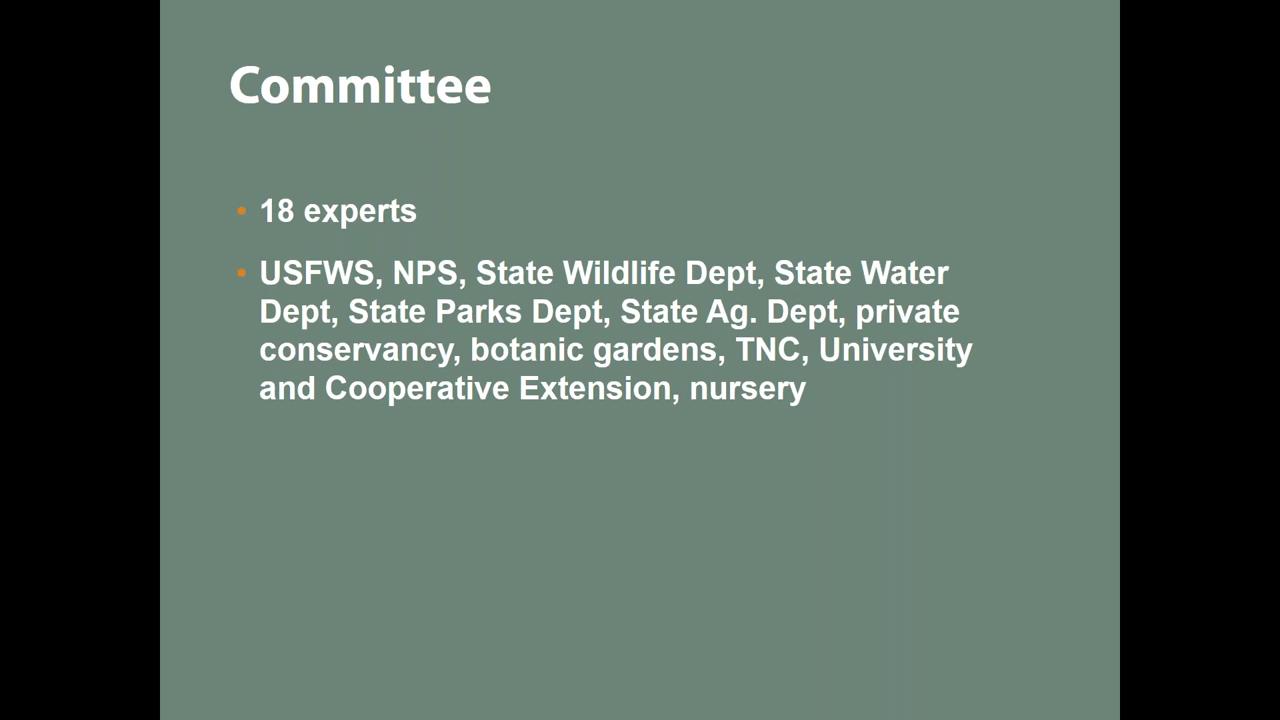 Committee
• 18 experts
• USFWS, NPS, State Wildlife Dept, State Water
Dept, State Parks Dept, State Ag. Dept, private
conservancy, botanic gardens, TNC, University
and Cooperative Extension, nursery